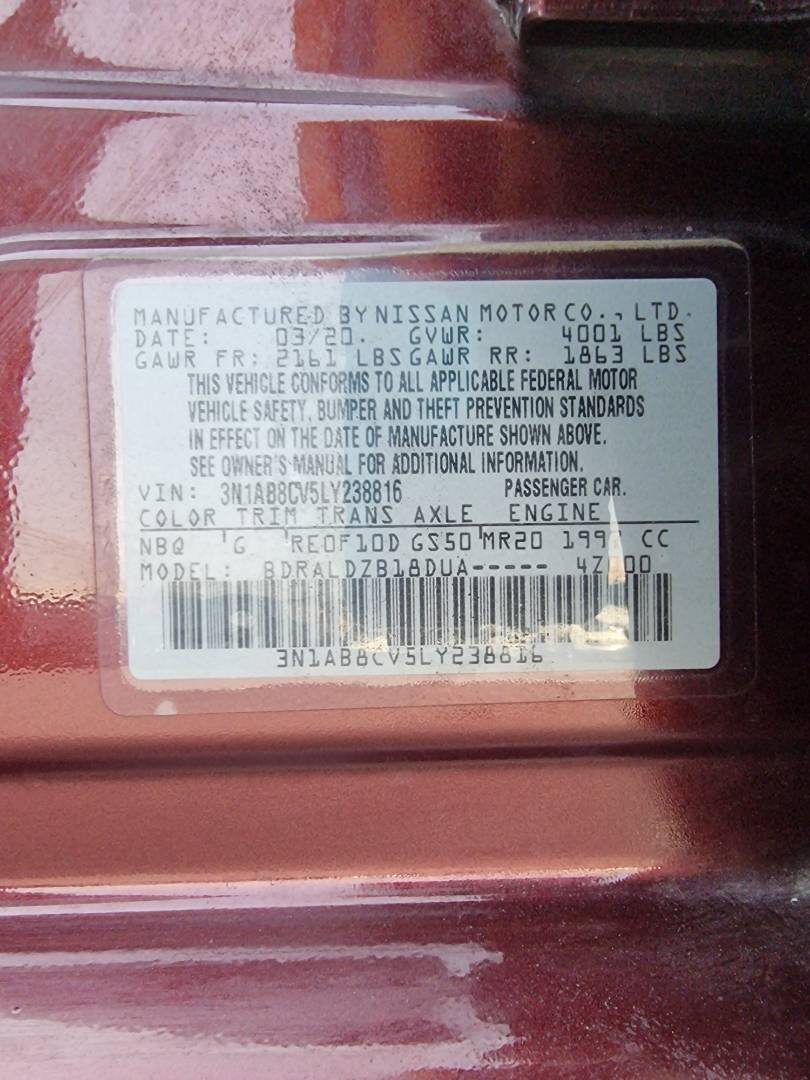 MANUFACTURED BY NISSAN MOTOR CO., LTD.
DATE: 03/20. GVWR: 4001 LBS
GAWR FR: 2161 LBS GAWR RR: 1863 LBS
THIS VEHICLE CONFORMS TO ALL APPLICABLE FEDERAL MOTOR
VEHICLE SAFETY, BUMPER AND THEFT PREVENTION STANDARDS
IN EFFECT ON THE DATE OF MANUFACTURE SHOWN ABOVE.
SEE OWNER'S MANUAL FOR ADDITIONAL INFORMATION.
VIN: 3N1AB8CV5LY238816 PASSENGER CAR.
COLOR TRIM TRANS AXLE ENGINE
NBQ G RE0F10D GS50 MR20 CC
MODEL: BDRALDZB18DUA-----
3N1AB8CV5LY238816